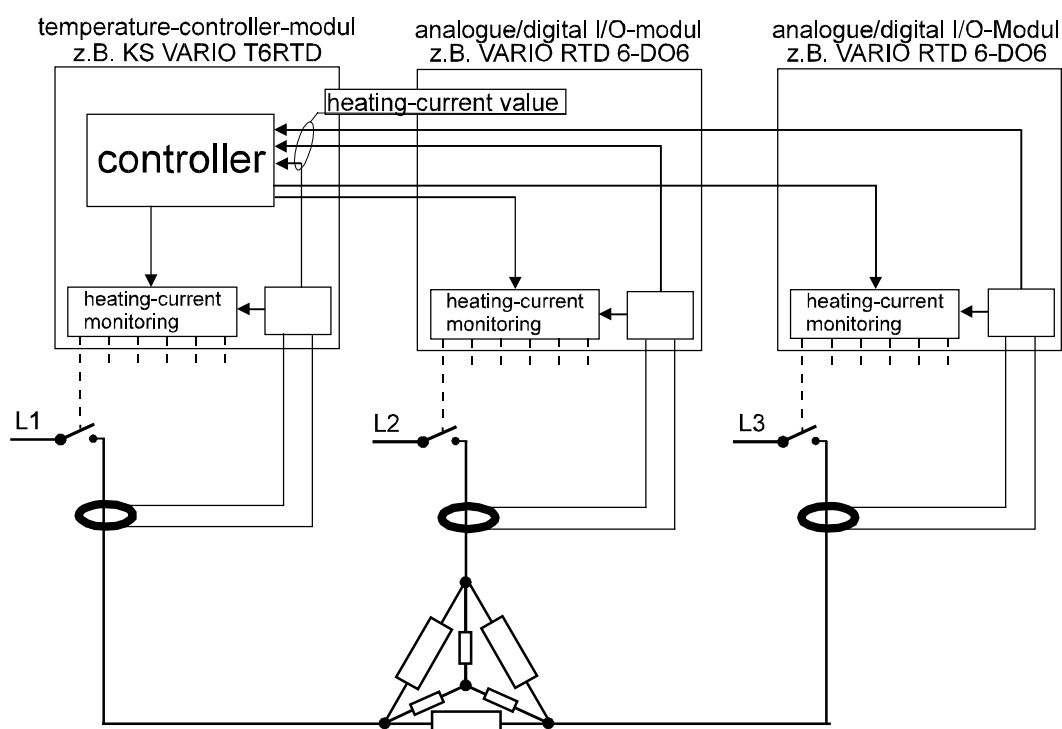 temperature-controller-modul
z.B. KS VARIO T6RTD
analogue/digital I/O-modul
z.B. VARIO RTD 6-DO6
analogue/digital I/O-Modul
z.B. VARIO RTD 6-DO6
heating-current value
controller
heating-current
monitoring
heating-current
monitoring
heating-current
monitoring
L1
L2
L3